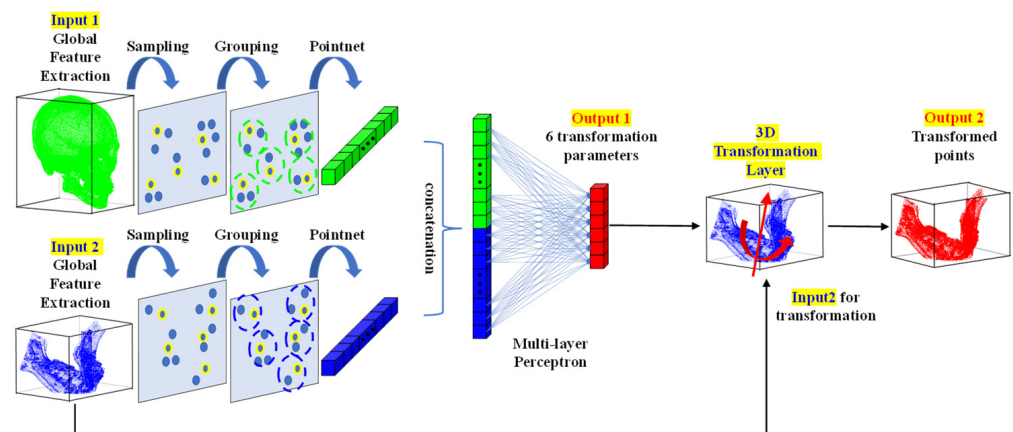 Input 1
Global
Feature
Extraction
Sampling
Grouping
Pointnet
Input 2
Global
Feature
Extraction
Sampling
Grouping
Pointnet
concatenation
Multi-layer
Perceptron
Output 1
6 transformation
parameters
3D
Transformation
Layer
Input2 for
transformation
Output 2
Transformed
points